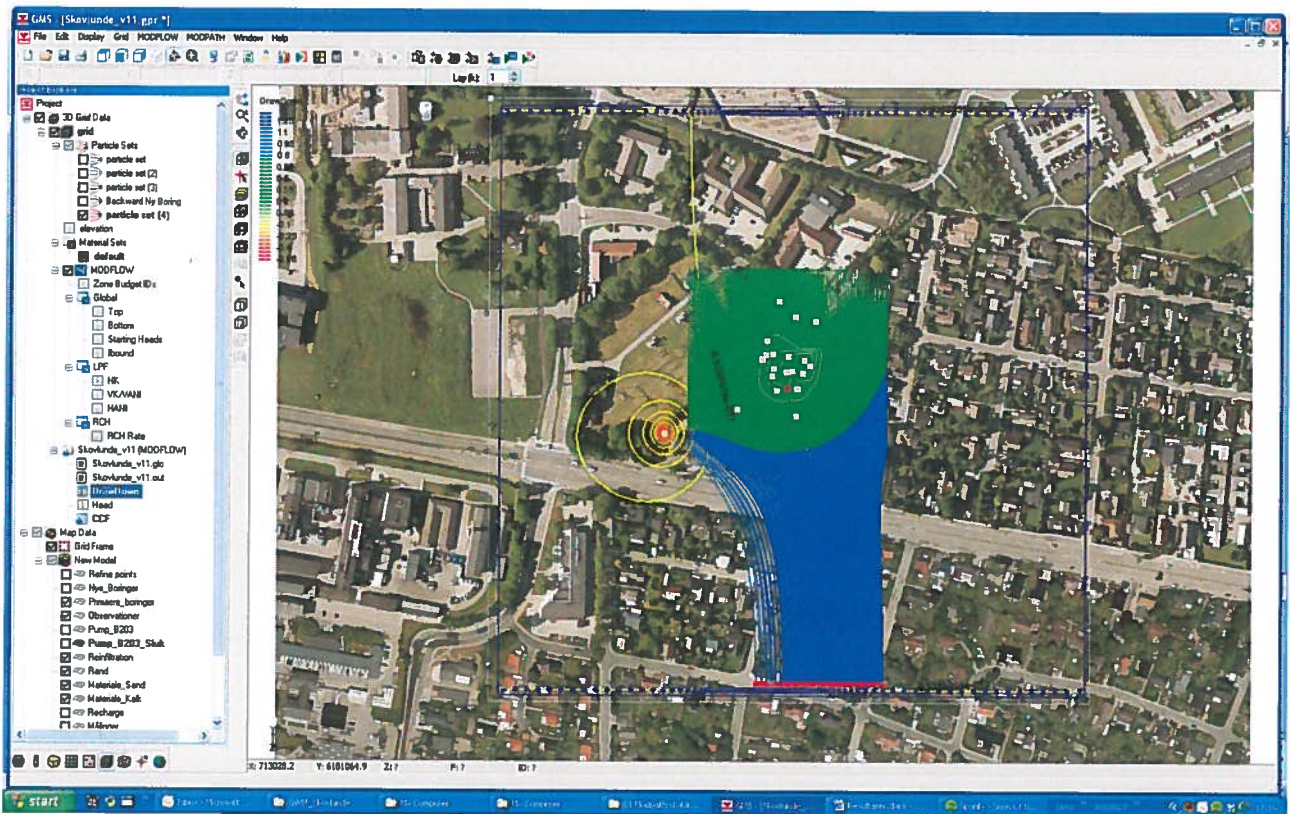 GMS - [Skovlunde_v11.gpr *]
File Edit Display Grid MODFLOW MODPATH Window Help
Lay (k): 1
Project
3D Grid Data
grid
Particle Sets
particle set
particle set (2)
particle set (3)
Backward Ny Boring
particle set (4)
elevation
Material Sets
default
MODFLOW
Zone Budget IDs
Global
Top
Bottom
Starting Heads
Ibound
LPF
HK
VK/VANI
HANI
RCH
RCH Rate
Skovlunde_v11 (MODFLOW)
Skovlunde_v11.glo
Skovlunde_v11.out
DrawDown
Head
CCF
Map Data
Grid Frame
New Model
Refine points
Nye_Boringer
Primaere_boringer
Observationer
Pump_B203
Pump_B203_Sluk
Reinfiltration
Rand
Materiale_Sand
Materiale_Kalk
Recharge
X: 713028.2 Y: 6181064.9 Z: ? F: ? ID: ?
start